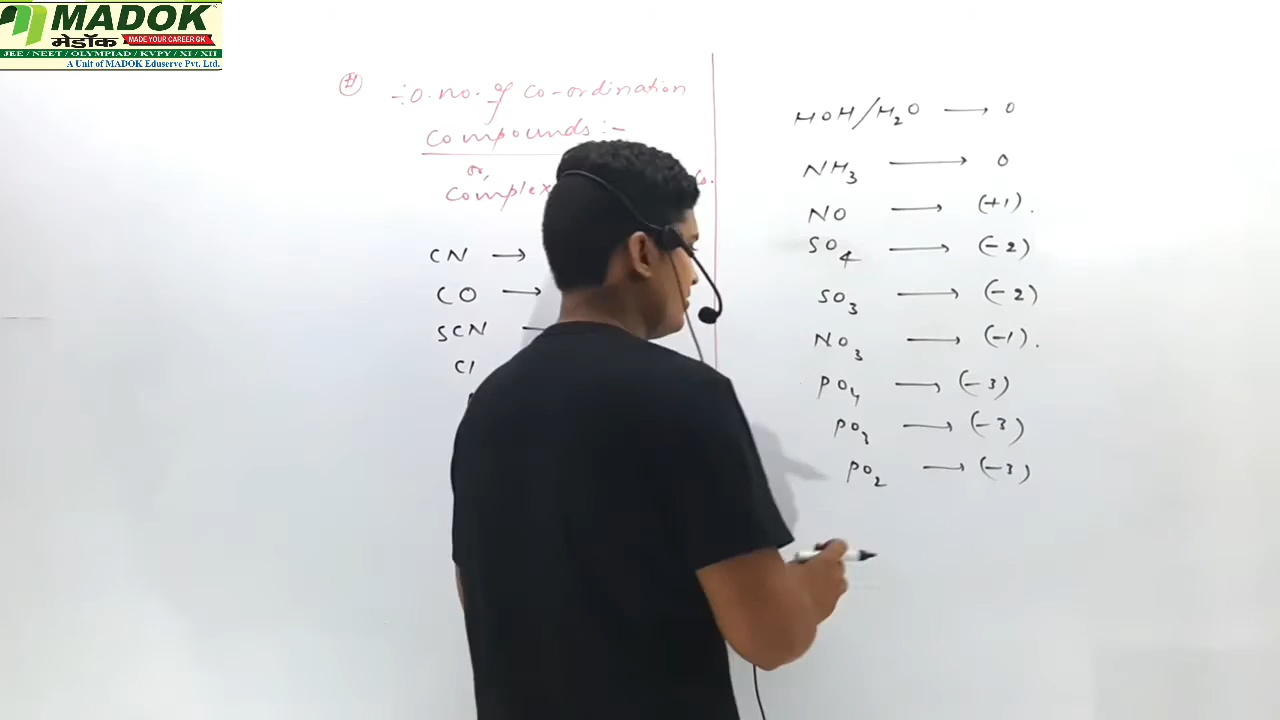 MADOK
मेडॉक MADE YOUR CAREER GK
JEE / NEET / OLYMPIAD / KVPY / XI / XII
A Unit of MADOK Eduserve Pvt. Ltd.
# -: O. no. of co-ordination
compounds :-
or,
complex
CN →
CO →
SCN
Cl
HOH/H₂O → 0
NH₃ → 0
NO → (+1).
SO₄ → (-2)
SO₃ → (-2)
NO₃ → (-1).
PO₄ → (-3)
PO₃ → (-3)
PO₂ → (-3)